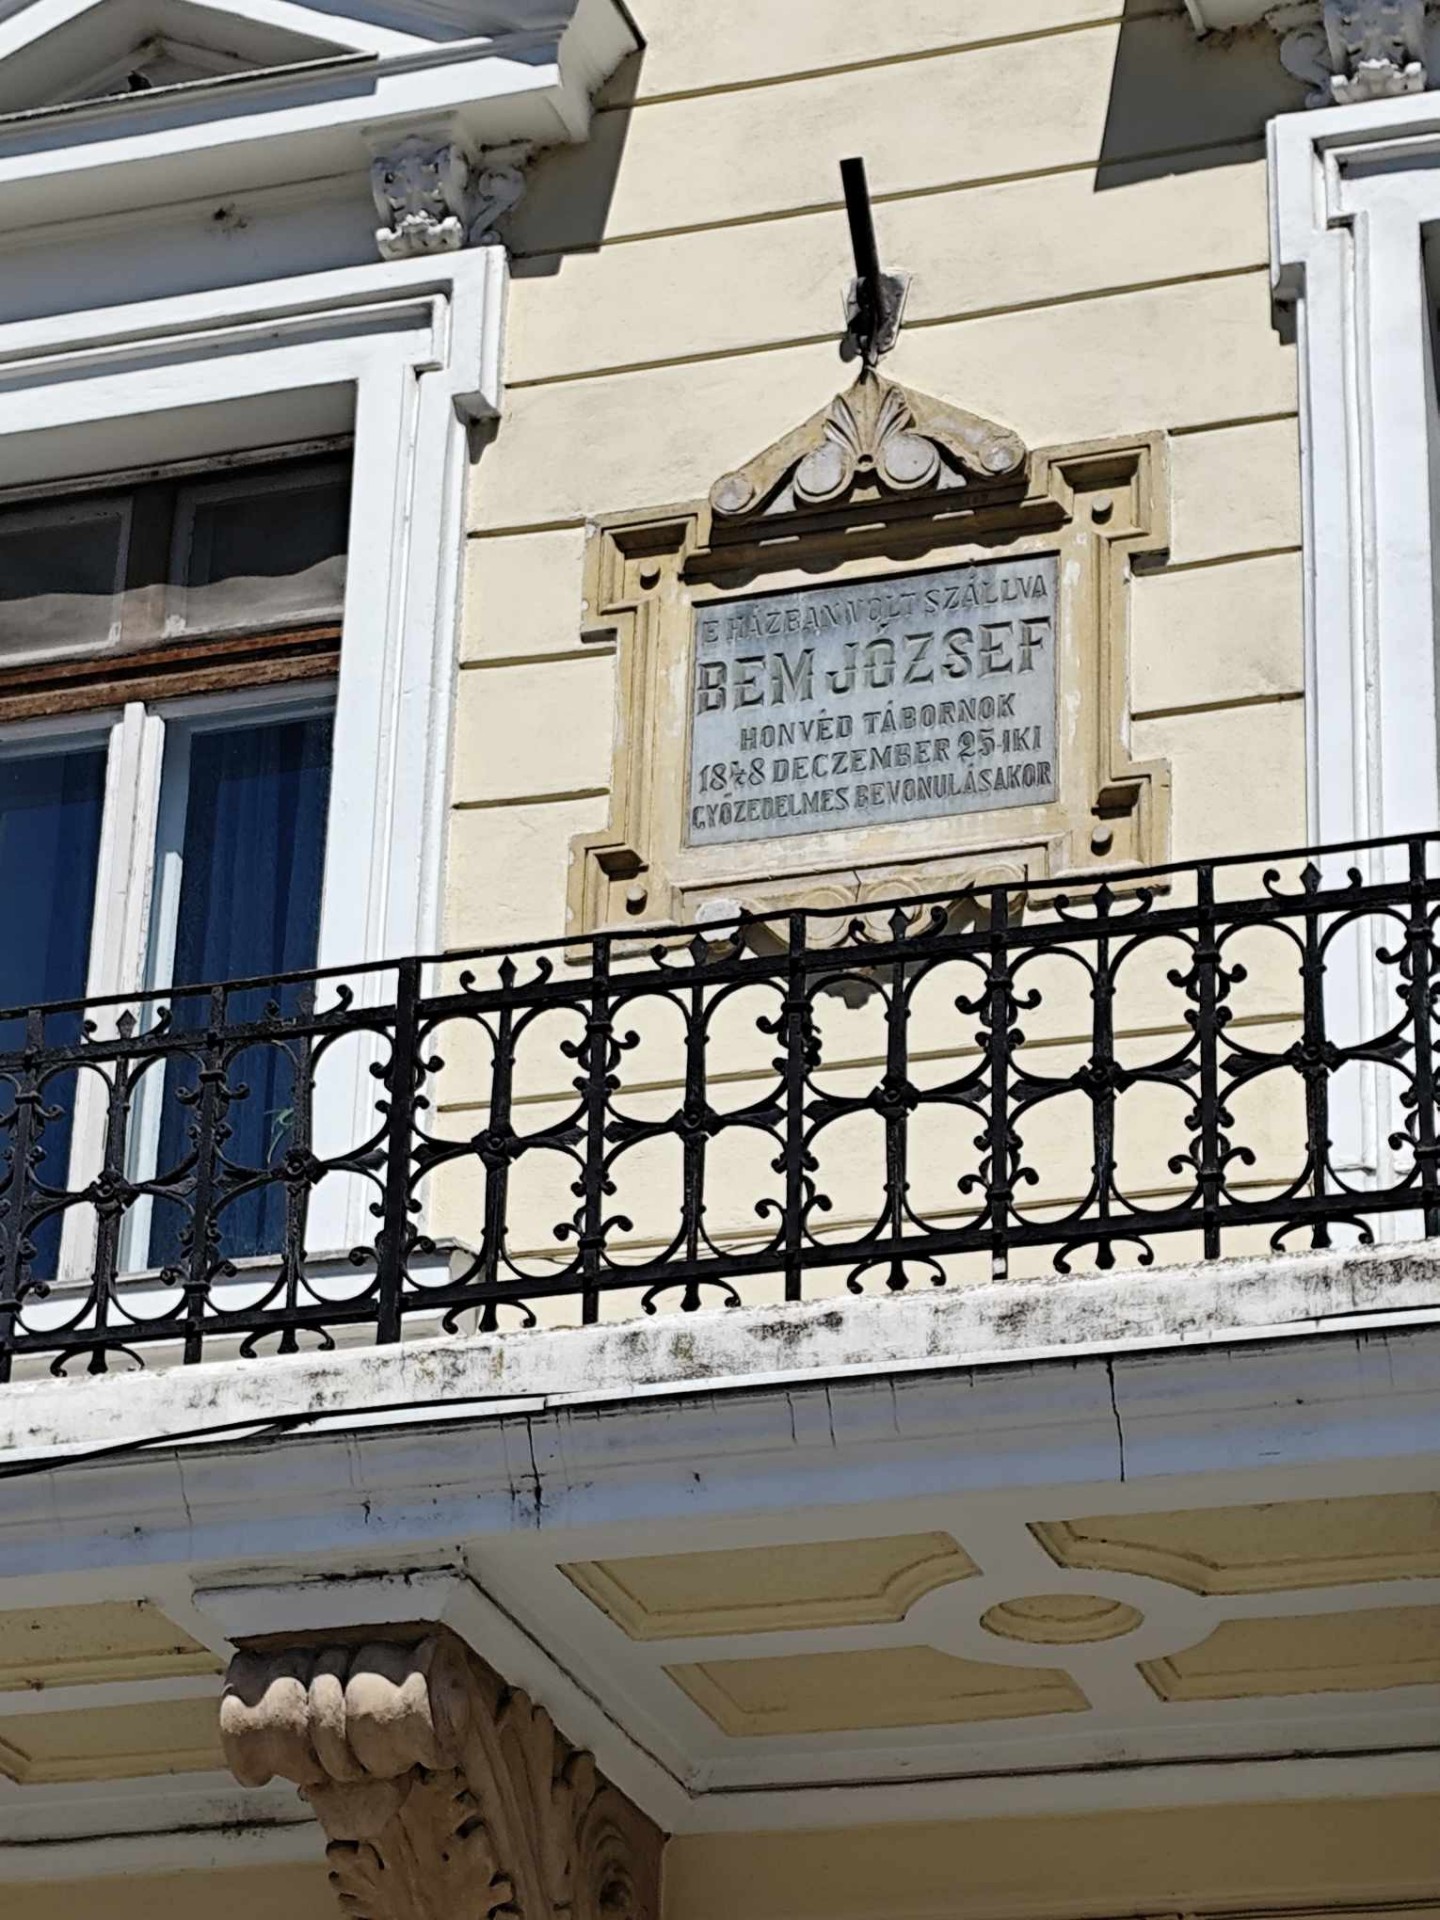 E HÁZBAN VOLT SZÁLLVA
BEM JÓZSEF
HONVÉD TÁBORNOK
1848 DECZEMBER 25-IKI
GYŐZEDELMES BEVONULÁSAKOR